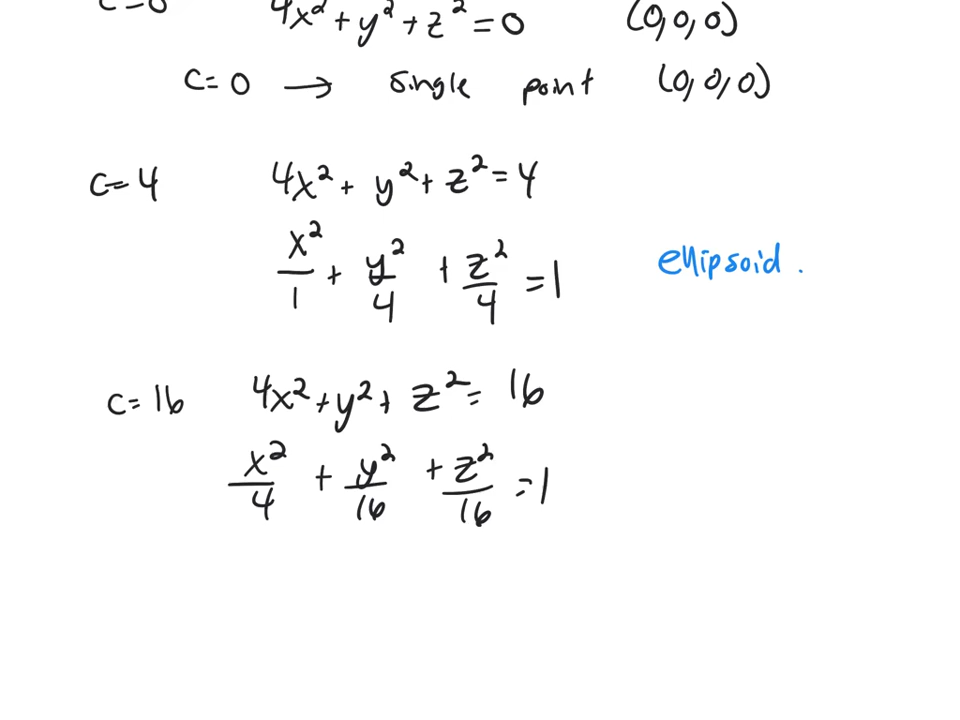 c=0 4x² + y² + z² = 0 (0,0,0)
c=0 → single point (0,0,0)
c=4 4x² + y² + z² = 4
x²/1 + y²/4 + z²/4 = 1 ellipsoid.
c=16 4x² + y² + z² = 16
x²/4 + y²/16 + z²/16 = 1